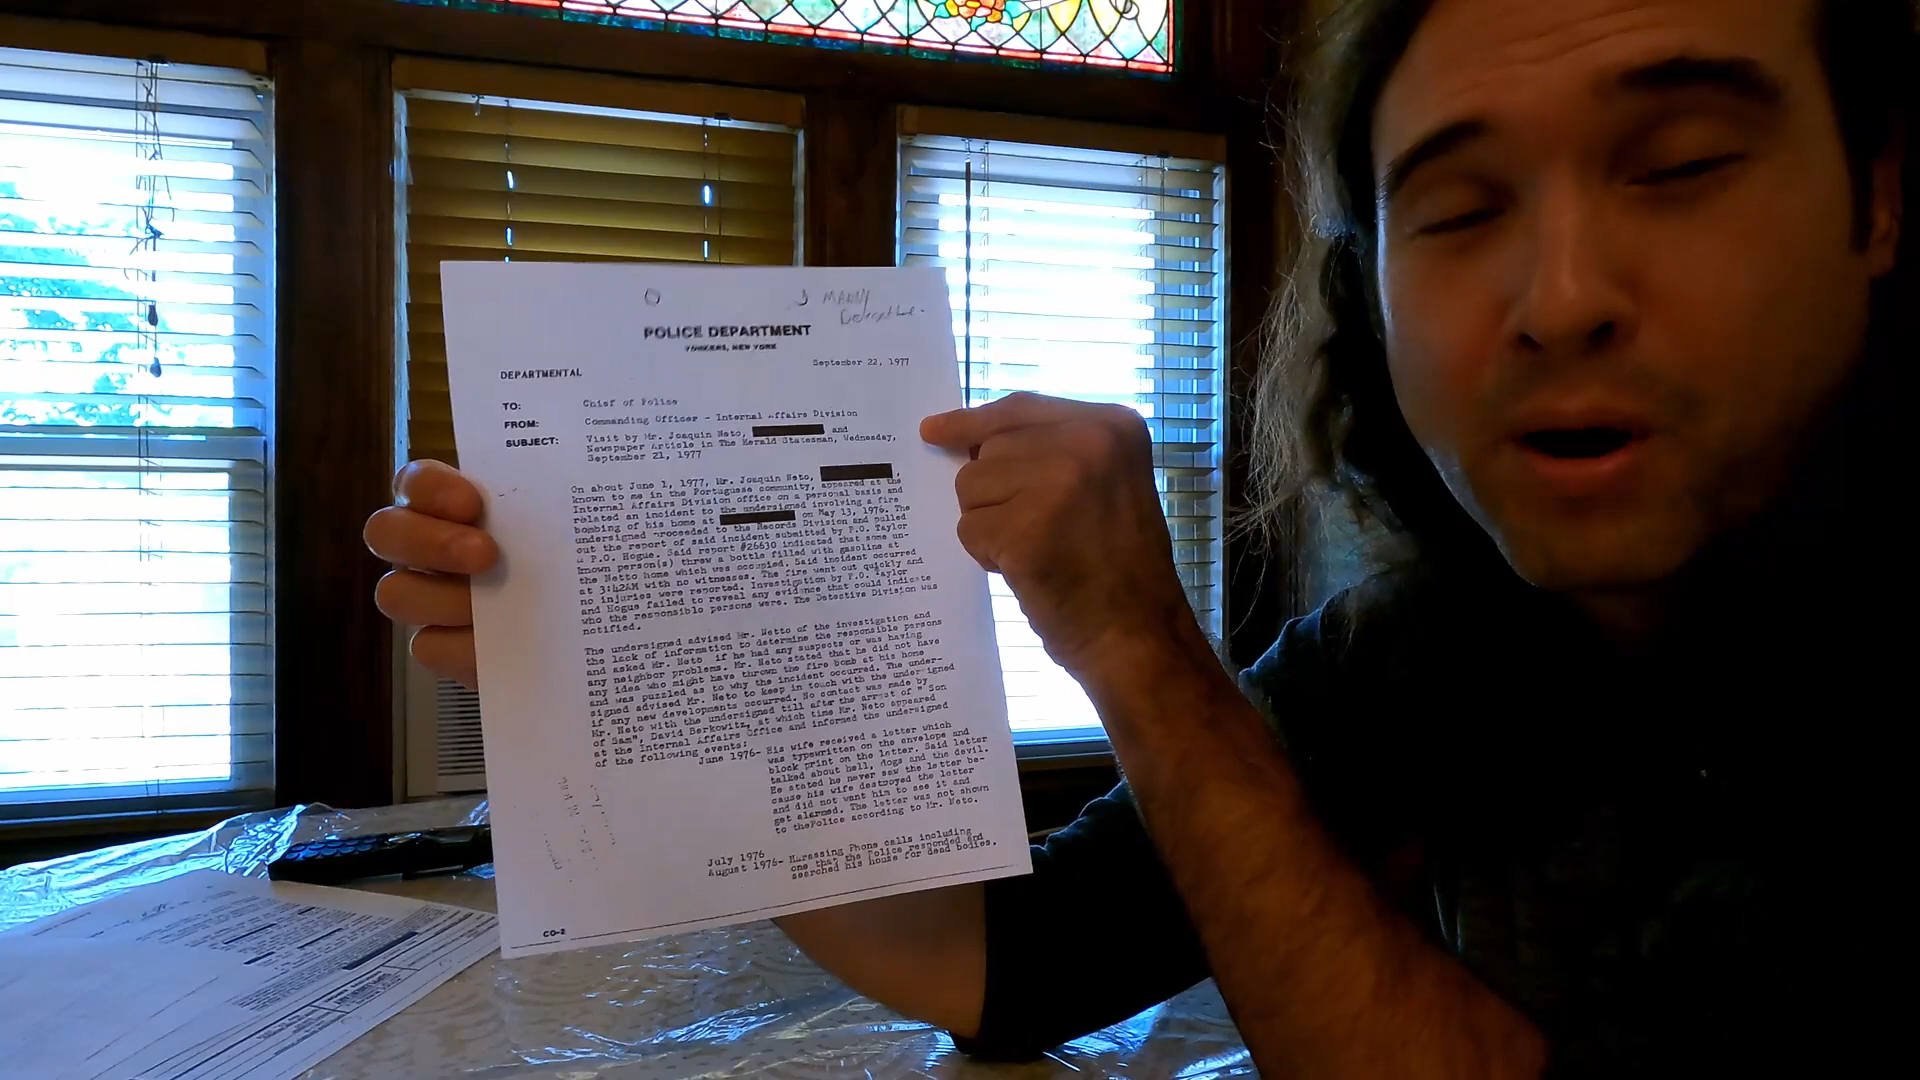 MANNY
POLICE DEPARTMENT
YONKERS, NEW YORK
September 22, 1977
DEPARTMENTAL
TO: Chief of Police
FROM: Commanding Officer - Internal Affairs Division
SUBJECT: Visit by Mr. Joaquin Neto, and
Newspaper Article in The Herald Statesman, Wednesday,
September 21, 1977
On about June 1, 1977, Mr. Joaquin Neto, ,
known to me in the Portuguese community, appeared at the
Internal Affairs Division office on a personal basis and
related an incident to the undersigned involving a fire
bombing of his home at on May 13, 1976. The
undersigned proceeded to the Records Division and pulled
out the report of said incident submitted by P.O. Taylor
& P.O. Hogue. Said report #26630 indicated that some un-
known person(s) threw a bottle filled with gasoline at
the Netto home which was occupied. Said incident occurred
at 3:42AM with no witnesses. The fire went out quickly and
no injuries were reported. Investigation by P.O. Taylor
and Hogue failed to reveal any evidence that could indicate
who the responsible persons were. The Detective Division was
notified.
The undersigned advised Mr. Netto of the investigation and
the lack of information to determine the responsible persons
and asked Mr. Neto if he had any suspects or was having
any neighbor problems. Mr. Neto stated that he did not have
any idea who might have thrown the fire bomb at his home
and was puzzled as to why the incident occurred. The under-
signed advised Mr. Neto to keep in touch with the undersigned
if any new developments occurred. No contact was made by
Mr. Neto with the undersigned till after the arrest of " Son
of Sam", David Berkowitz, at which time Mr. Neto appeared
at the Internal Affairs Office and informed the undersigned
of the following events:
June 1976- His wife received a letter which
was typewritten on the envelope and
block print on the letter. Said letter
talked about hell, dogs and the devil.
He stated he never saw the letter be-
cause his wife destroyed the letter
and did not want him to see it and
get alarmed. The letter was not shown
to thePolice according to Mr. Neto.
July 1976
August 1976- Harassing Phone calls including
one that the Police responded and
searched his house for dead bodies.
CO-2